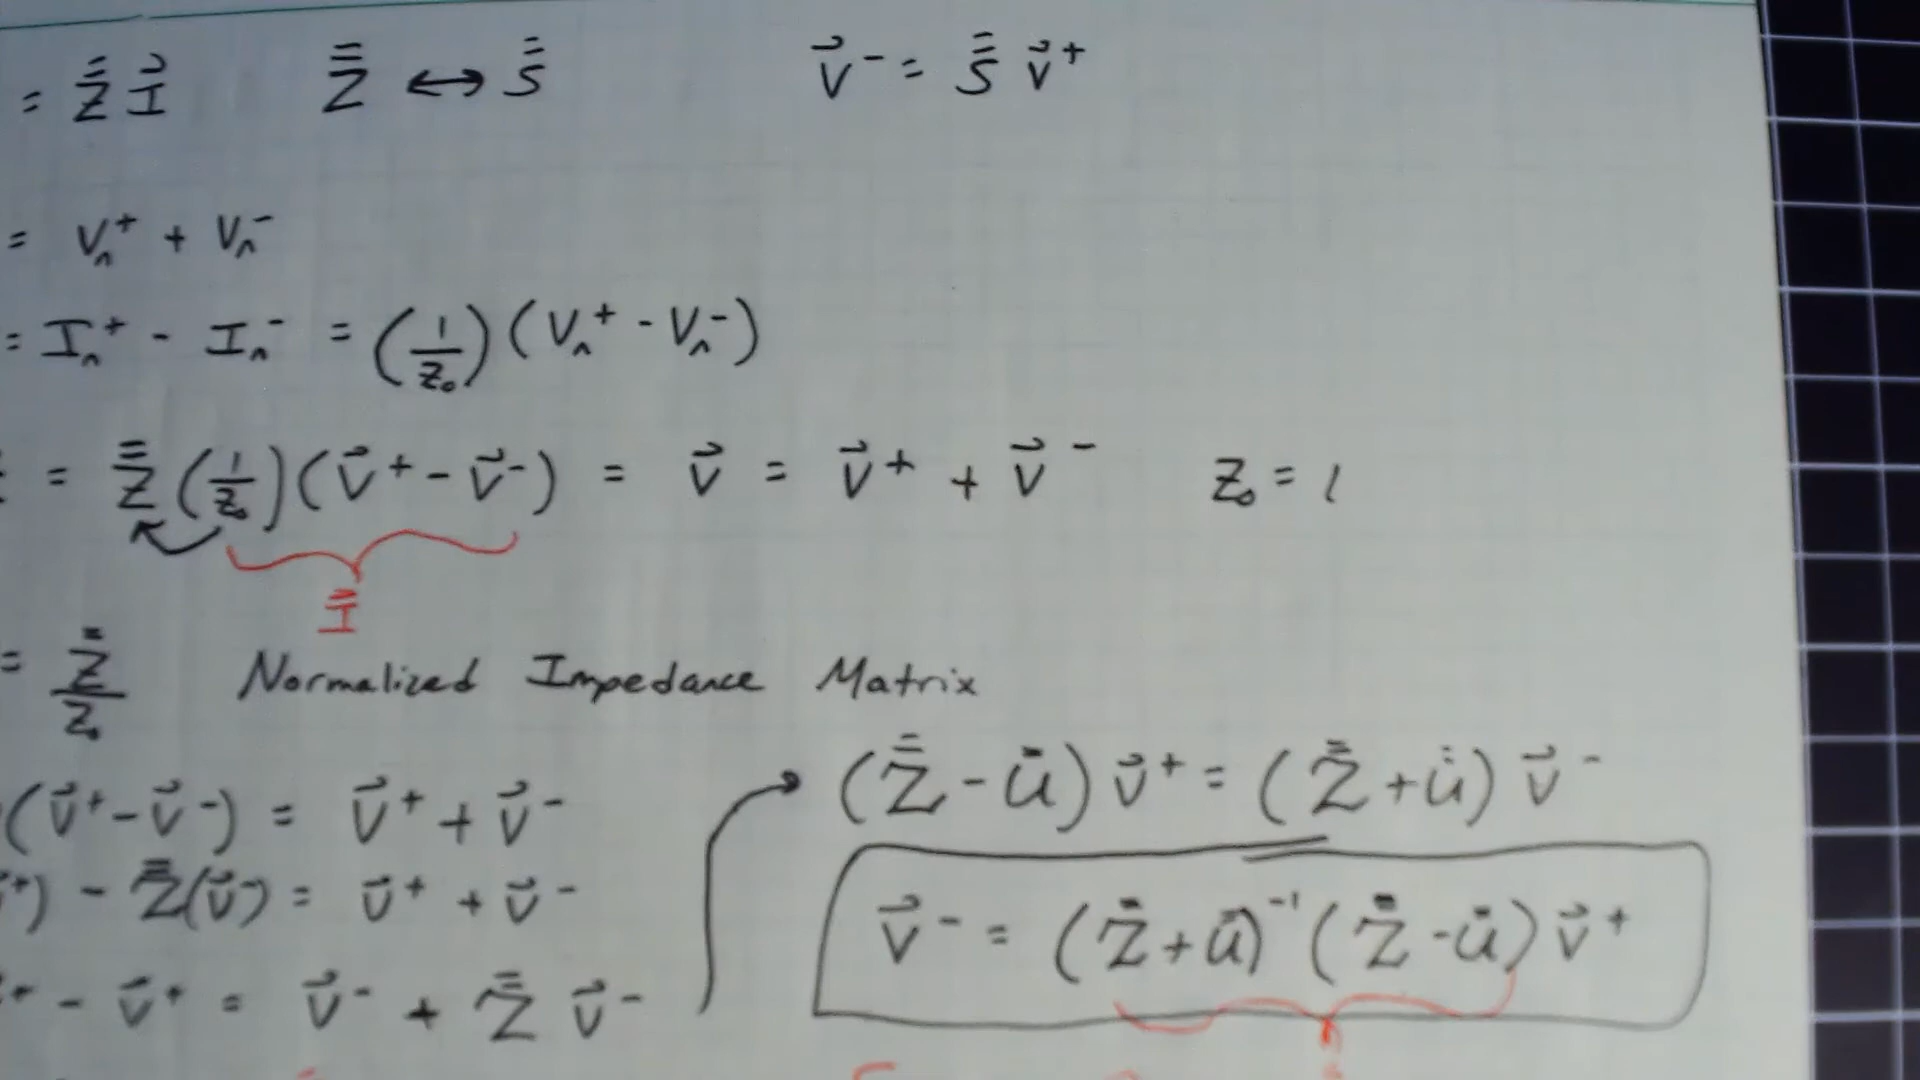 = Z̿ I⃗    Z̿ ↔ S̿    V⃗⁻ = S̿ V⃗⁺
= Vₙ⁺ + Vₙ⁻
= Iₙ⁺ - Iₙ⁻ = (1/Z₀)(Vₙ⁺ - Vₙ⁻)
= Z̿ (1/Z₀)(V⃗⁺ - V⃗⁻) = V⃗ = V⃗⁺ + V⃗⁻    Z₀ = 1
I⃗
= Z̿/Z₀    Normalized Impedance Matrix
(Z̿ - U̿) V⃗⁺ = (Z̿ + U̿) V⃗⁻
(V⃗⁺ - V⃗⁻) = V⃗⁺ + V⃗⁻
⁺) - Z̿(V⃗⁻) = V⃗⁺ + V⃗⁻
V⃗⁻ = (Z̿ + U̿)⁻¹ (Z̿ - U̿) V⃗⁺
⁺ - V⃗⁺ = V⃗⁻ + Z̿ V⃗⁻